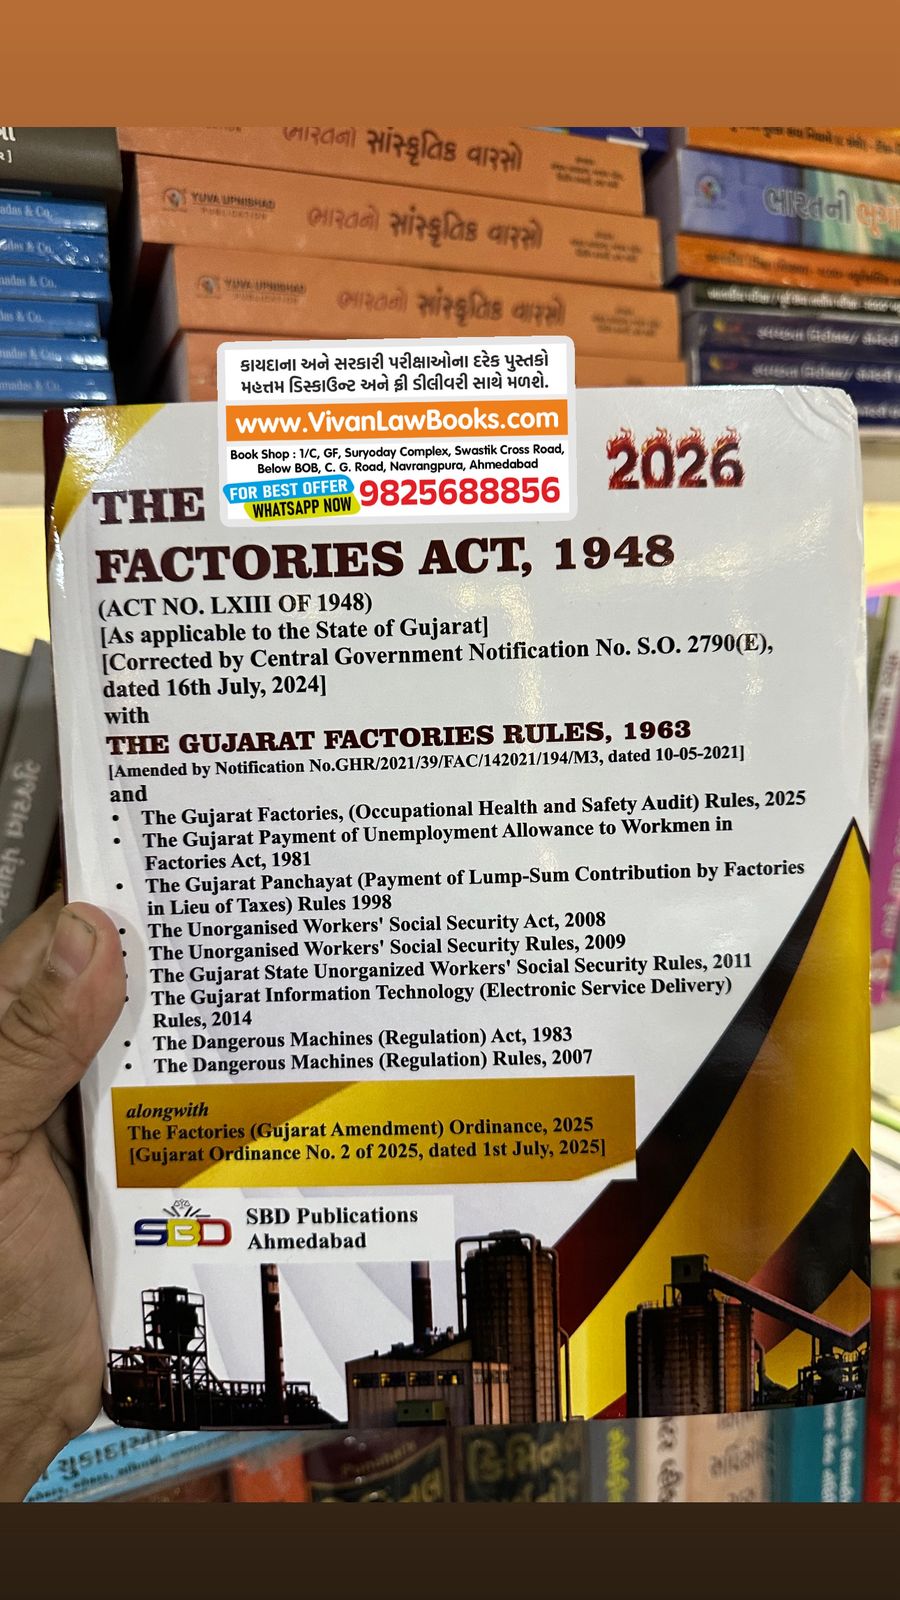 ભારતનો સાંસ્કૃતિક વારસો
YUVA UPNISHAD
PUBLICATION
ભારતનો સાંસ્કૃતિક વારસો
YUVA UPNISHAD
PUBLICATION
ભારતનો સાંસ્કૃતિક વારસો
ભારતની
કાયદાના અને સરકારી પરીક્ષાઓના દરેક પુસ્તકો
મહત્તમ ડિસ્કાઉન્ટ અને ફ્રી ડીલીવરી સાથે મળશે.
www.VivanLawBooks.com
Book Shop : 1/C, GF, Suryoday Complex, Swastik Cross Road,
Below BOB, C. G. Road, Navrangpura, Ahmedabad
FOR BEST OFFER
WHATSAPP NOW
9825688856
2026
THE
FACTORIES ACT, 1948
(ACT NO. LXIII OF 1948)
[As applicable to the State of Gujarat]
[Corrected by Central Government Notification No. S.O. 2790(E),
dated 16th July, 2024]
with
THE GUJARAT FACTORIES RULES, 1963
[Amended by Notification No.GHR/2021/39/FAC/142021/194/M3, dated 10-05-2021]
and
• The Gujarat Factories, (Occupational Health and Safety Audit) Rules, 2025
• The Gujarat Payment of Unemployment Allowance to Workmen in
Factories Act, 1981
• The Gujarat Panchayat (Payment of Lump-Sum Contribution by Factories
in Lieu of Taxes) Rules 1998
• The Unorganised Workers' Social Security Act, 2008
The Unorganised Workers' Social Security Rules, 2009
The Gujarat State Unorganized Workers' Social Security Rules, 2011
The Gujarat Information Technology (Electronic Service Delivery)
Rules, 2014
• The Dangerous Machines (Regulation) Act, 1983
• The Dangerous Machines (Regulation) Rules, 2007
alongwith
The Factories (Gujarat Amendment) Ordinance, 2025
[Gujarat Ordinance No. 2 of 2025, dated 1st July, 2025]
SBD
SBD Publications
Ahmedabad